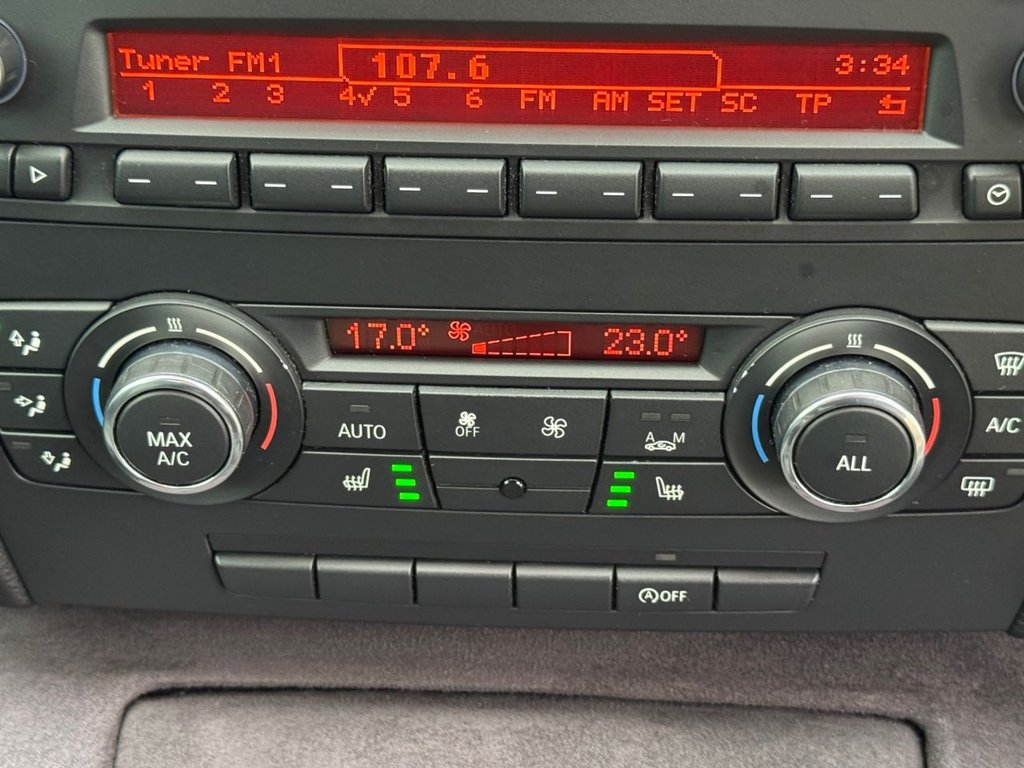 Tuner FM1 107.6 3:34
1 2 3 4✓ 5 6 FM AM SET SC TP
17.0° AUTO 23.0°
MAX
A/C
AUTO
OFF
A M
ALL
A/C
A OFF